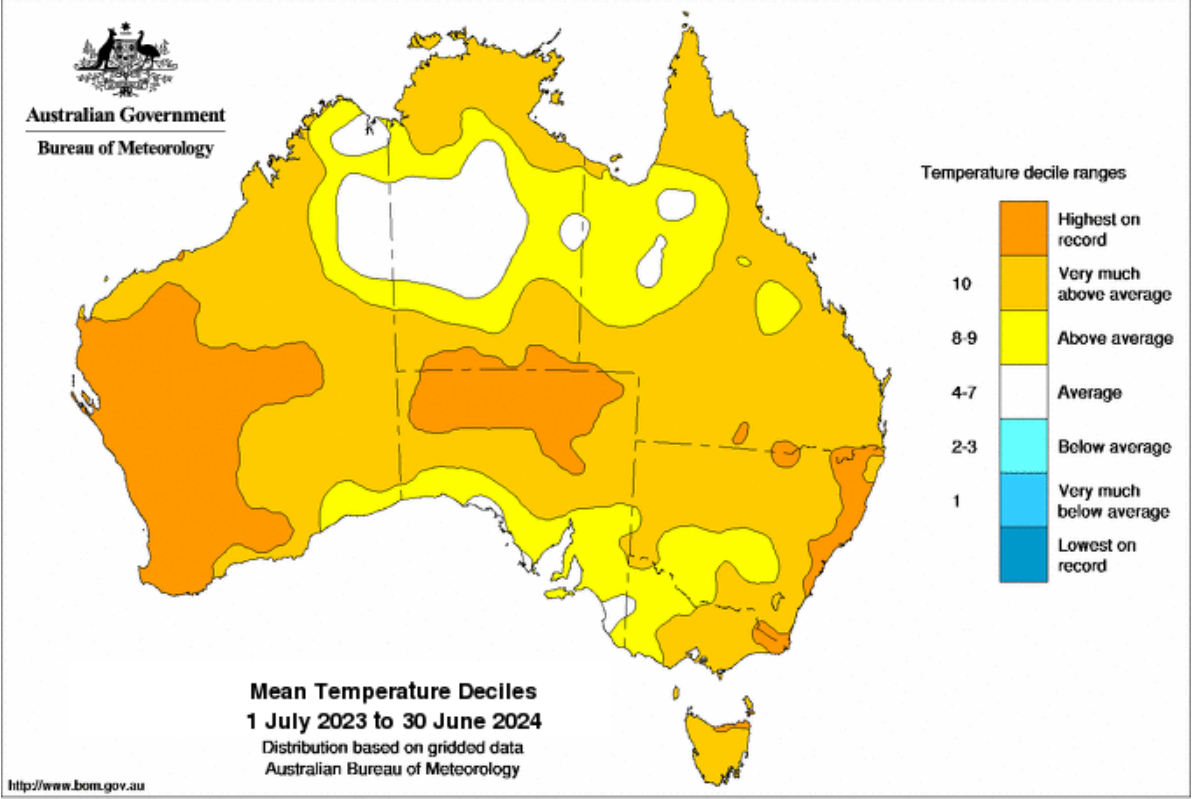 Australian Government
Bureau of Meteorology
Temperature decile ranges
Highest on
record
10
Very much
above average
8-9
Above average
4-7
Average
2-3
Below average
1
Very much
below average
Lowest on
record
Mean Temperature Deciles
1 July 2023 to 30 June 2024
Distribution based on gridded data
Australian Bureau of Meteorology
http://www.bom.gov.au